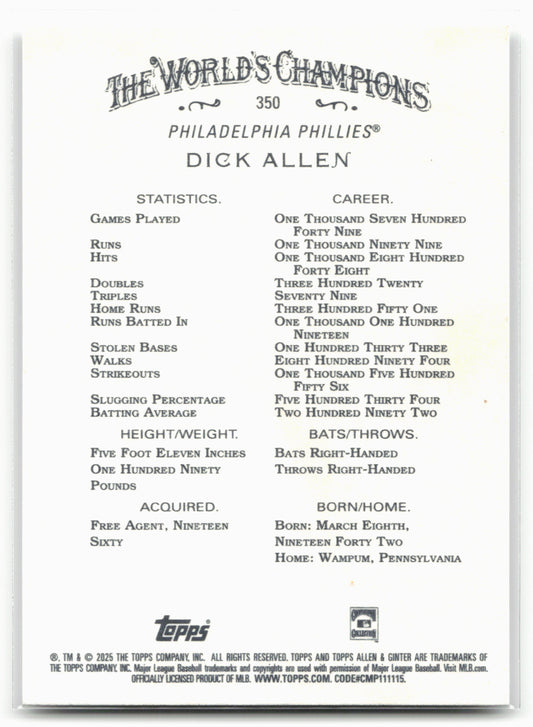 THE WORLD'S CHAMPIONS
350
PHILADELPHIA PHILLIES®
DICK ALLEN
STATISTICS. CAREER.
GAMES PLAYED ONE THOUSAND SEVEN HUNDRED
FORTY NINE
RUNS ONE THOUSAND NINETY NINE
HITS ONE THOUSAND EIGHT HUNDRED
FORTY EIGHT
DOUBLES THREE HUNDRED TWENTY
TRIPLES SEVENTY NINE
HOME RUNS THREE HUNDRED FIFTY ONE
RUNS BATTED IN ONE THOUSAND ONE HUNDRED
NINETEEN
STOLEN BASES ONE HUNDRED THIRTY THREE
WALKS EIGHT HUNDRED NINETY FOUR
STRIKEOUTS ONE THOUSAND FIVE HUNDRED
FIFTY SIX
SLUGGING PERCENTAGE FIVE HUNDRED THIRTY FOUR
BATTING AVERAGE TWO HUNDRED NINETY TWO
HEIGHT/WEIGHT. BATS/THROWS.
FIVE FOOT ELEVEN INCHES BATS RIGHT-HANDED
ONE HUNDRED NINETY THROWS RIGHT-HANDED
POUNDS
ACQUIRED. BORN/HOME.
FREE AGENT, NINETEEN BORN: MARCH EIGHTH,
SIXTY NINETEEN FORTY TWO
HOME: WAMPUM, PENNSYLVANIA
Topps®
®, TM & © 2025 THE TOPPS COMPANY, INC. ALL RIGHTS RESERVED. TOPPS AND TOPPS ALLEN & GINTER ARE TRADEMARKS OF
THE TOPPS COMPANY, INC. Major League Baseball trademarks and copyrights are used with permission of Major League Baseball. Visit MLB.com.
OFFICIALLY LICENSED PRODUCT OF MLB. WWW.TOPPS.COM. CODE#CMP111115.